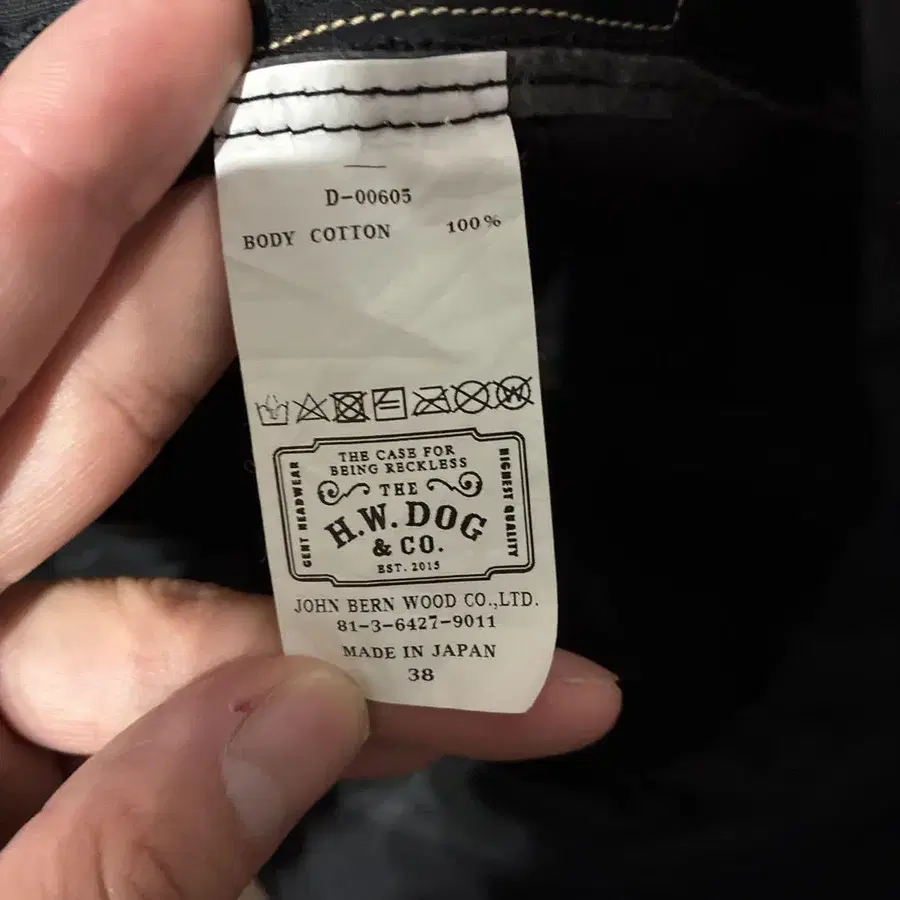 D-00605
BODY COTTON 100%
THE CASE FOR
BEING RECKLESS
GENT HEADWEAR
THE
H.W.DOG
& CO.
EST. 2015
HIGHEST QUALITY
JOHN BERN WOOD CO.,LTD.
81-3-6427-9011
MADE IN JAPAN
38